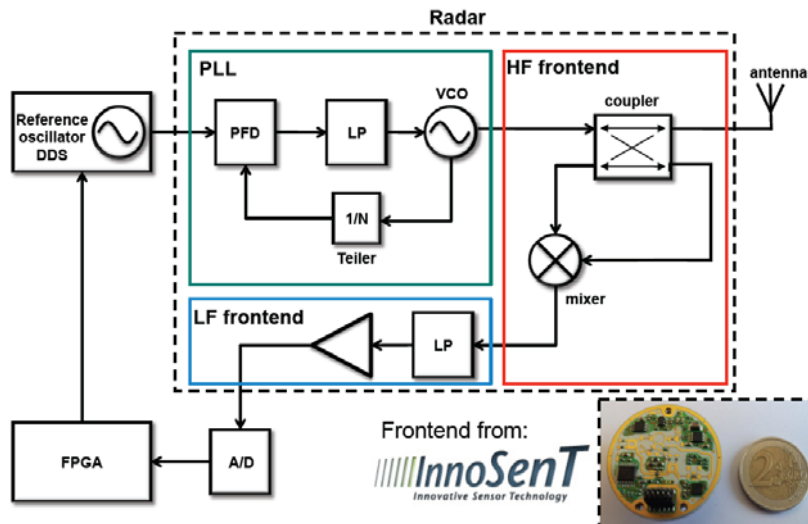 Radar
PLL
HF frontend
antenna
VCO
coupler
Reference
oscillator
DDS
PFD
LP
1/N
Teiler
mixer
LF frontend
LP
FPGA
A/D
Frontend from:
InnoSenT
Innovative Sensor Technology
2